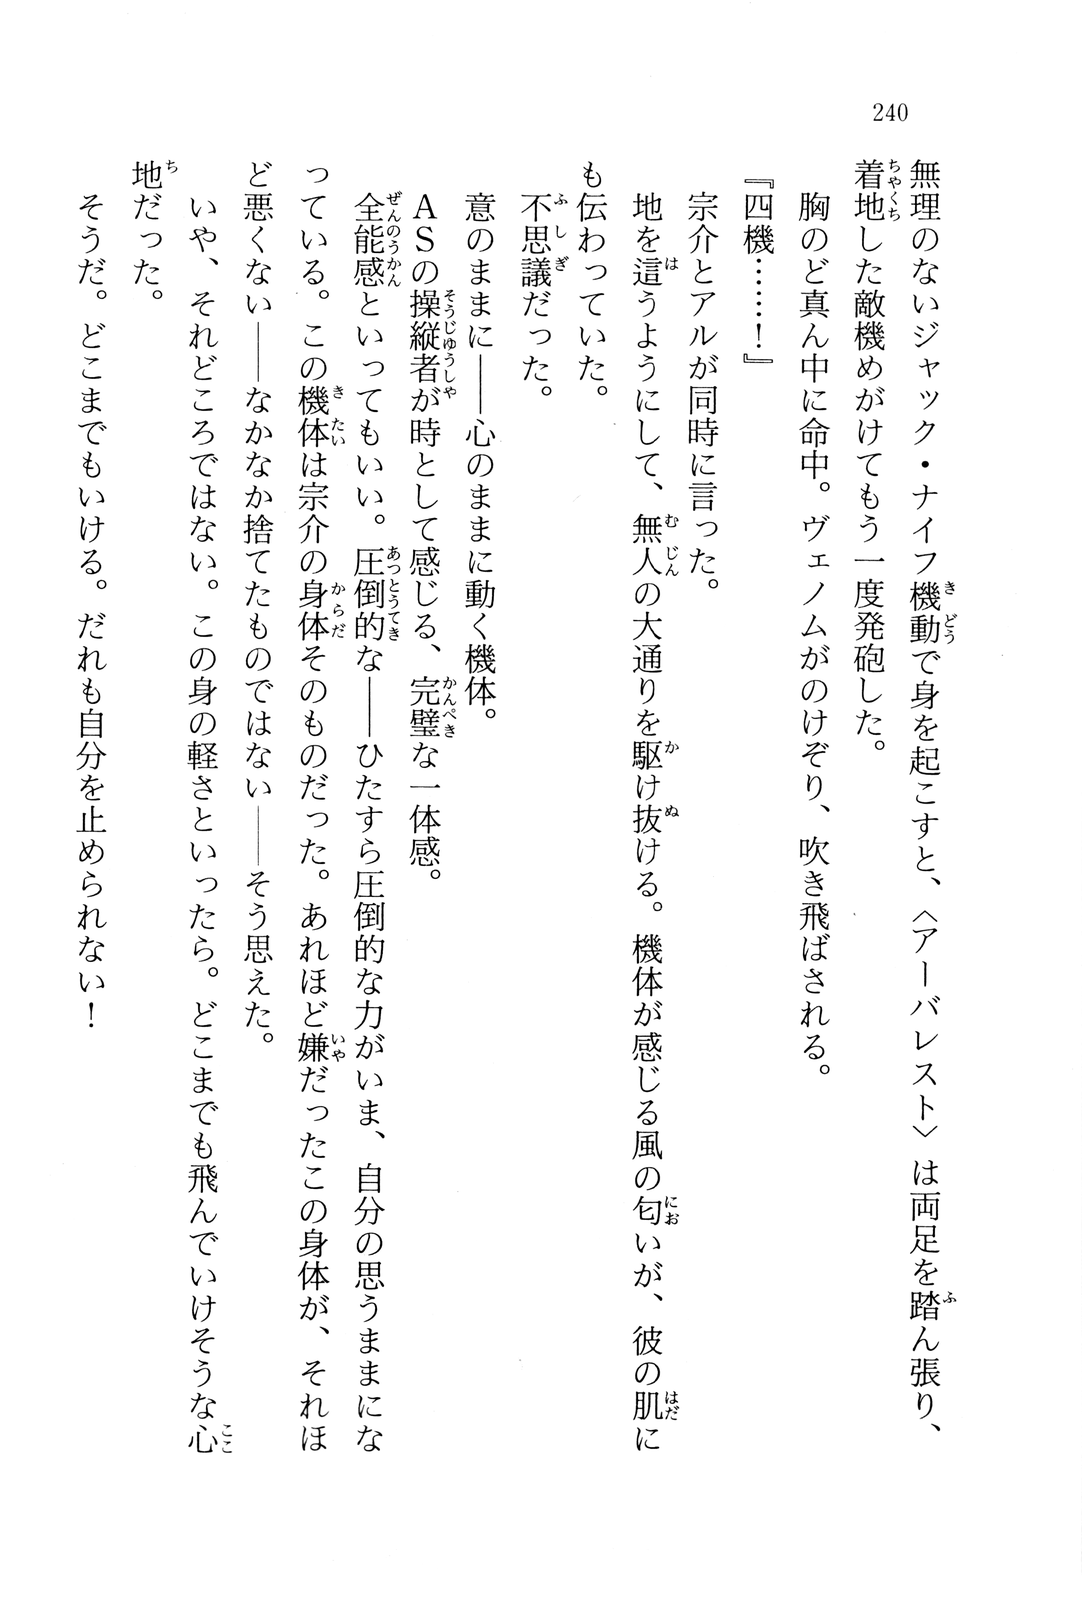 240
無理のないジャック・ナイフ機動で身を起こすと、〈アーバレスト〉は両足を踏ん張り、
着地した敵機めがけてもう一度発砲した。
胸のど真ん中に命中。ヴェノムがのけぞり、吹き飛ばされる。
『四機……！』
宗介とアルが同時に言った。
地を這うようにして、無人の大通りを駆け抜ける。機体が感じる風の匂いが、彼の肌に
も伝わっていた。
不思議だった。
意のままに――心のままに動く機体。
ＡＳの操縦者が時として感じる、完璧な一体感。
全能感といってもいい。圧倒的な――ひたすら圧倒的な力がいま、自分の思うままにな
っている。この機体は宗介の身体そのものだった。あれほど嫌だったこの身体が、それほ
ど悪くない――なかなか捨てたものではない――そう思えた。
いや、それどころではない。この身の軽さといったら。どこまでも飛んでいけそうな心
地だった。
そうだ。どこまでもいける。だれも自分を止められない！